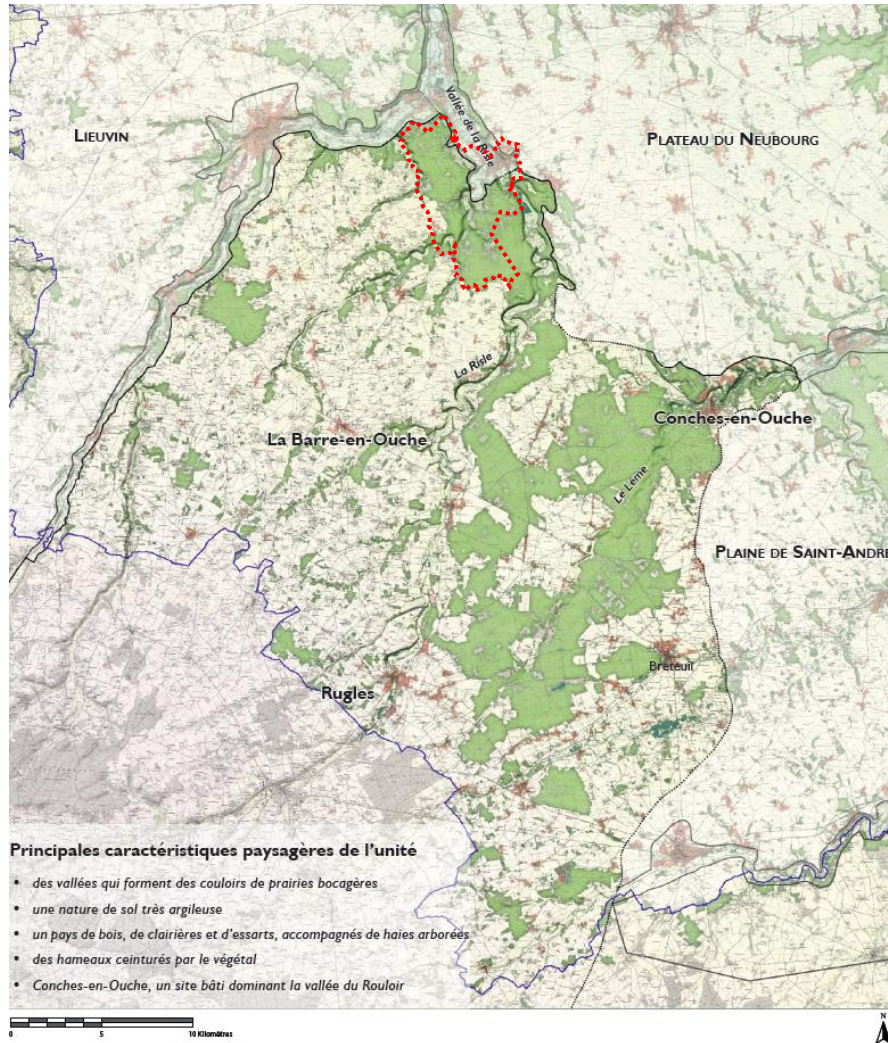 Vallée de la Risle
LIEUVIN
PLATEAU DU NEUBOURG
La Risle
Conches-en-Ouche
La Barre-en-Ouche
Le Lème
PLAINE DE SAINT-ANDRÉ
Breteuil
Rugles
Principales caractéristiques paysagères de l'unité
• des vallées qui forment des couloirs de prairies bocagères
• une nature de sol très argileuse
• un pays de bois, de clairières et d'essarts, accompagnés de haies arborées
• des hameaux ceinturés par le végétal
• Conches-en-Ouche, un site bâti dominant la vallée du Rouloir
0 5 10 Kilomètres
N